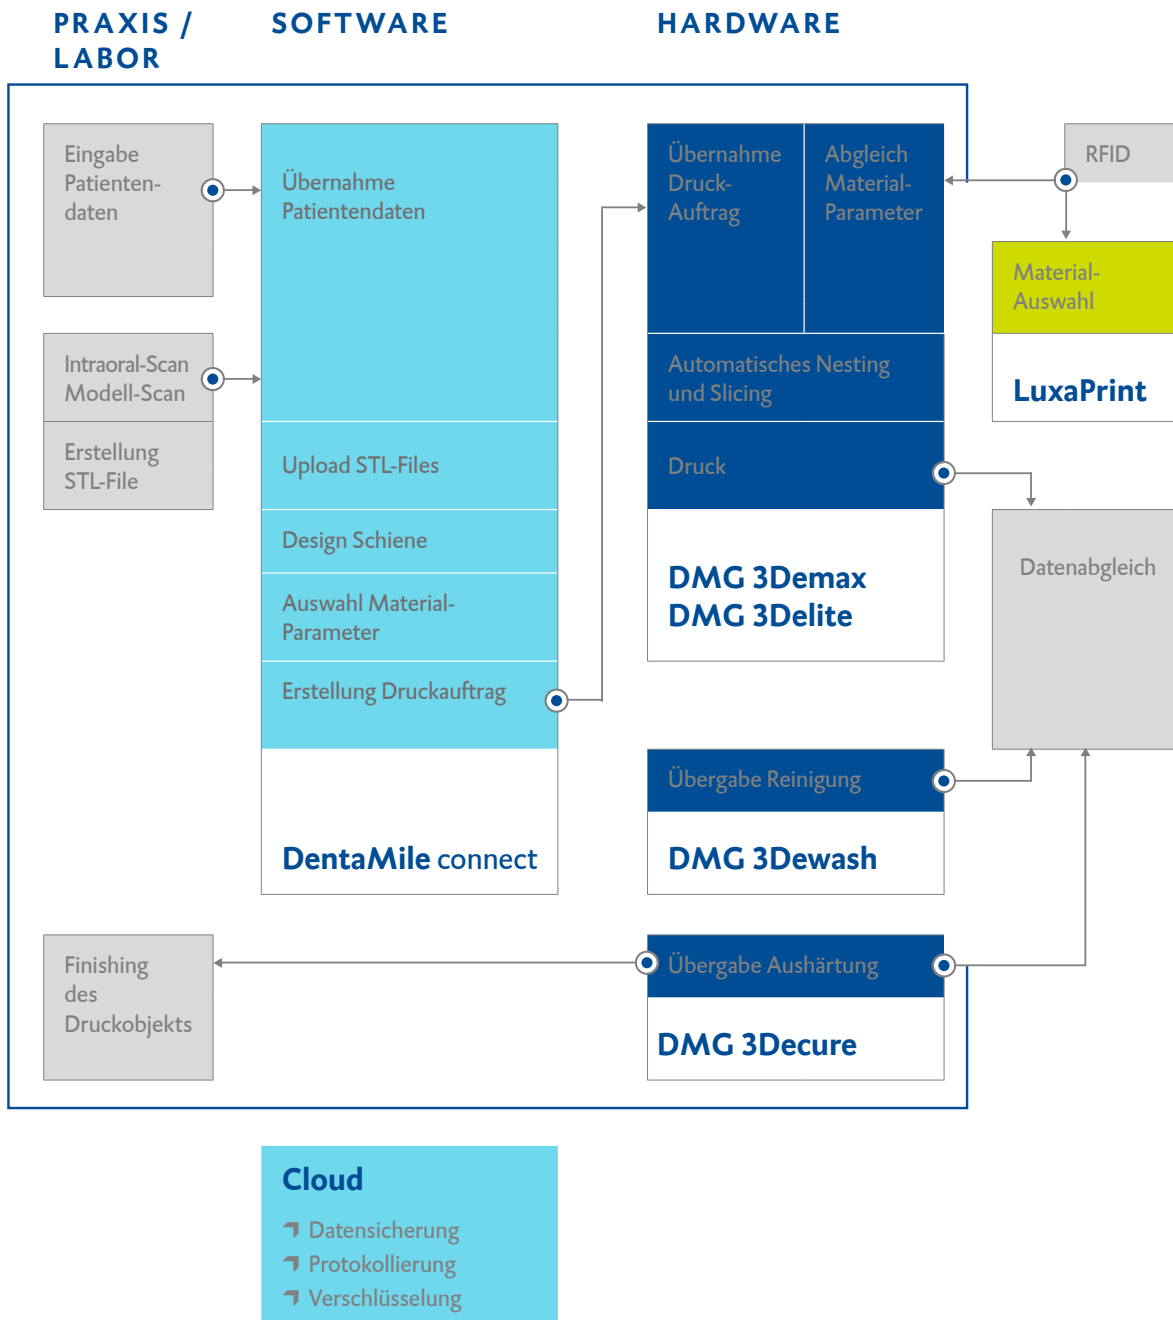 PRAXIS /
LABOR
SOFTWARE
HARDWARE
Eingabe
Patienten-
daten
Intraoral-Scan
Modell-Scan
Erstellung
STL-File
Übernahme
Patientendaten
Upload STL-Files
Design Schiene
Auswahl Material-
Parameter
Erstellung Druckauftrag
DentaMile connect
Übernahme
Druck-
Auftrag
Abgleich
Material-
Parameter
Automatisches Nesting
und Slicing
Druck
DMG 3Demax
DMG 3Delite
RFID
Material-
Auswahl
LuxaPrint
Datenabgleich
Übergabe Reinigung
DMG 3Dewash
Übergabe Aushärtung
DMG 3Decure
Finishing
des
Druckobjekts
Cloud
Datensicherung
Protokollierung
Verschlüsselung